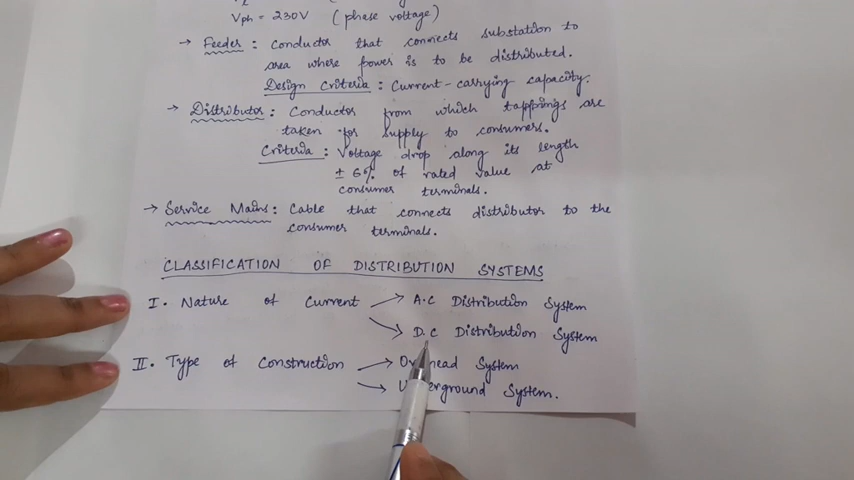 Vph = 230V (phase voltage)
→ Feeder : Conductor that connects substation to
area where power is to be distributed.
Design Criteria : Current-carrying capacity.
→ Distributor : Conductor from which tappings are
taken for supply to consumers.
Criteria : Voltage drop along its length
± 6% of rated value at
consumer terminals.
→ Service Mains : Cable that connects distributor to the
consumer terminals.
CLASSIFICATION OF DISTRIBUTION SYSTEMS
I. Nature of Current → A.C Distribution System
→ D.C Distribution System
II. Type of Construction → Overhead System
→ Underground System.